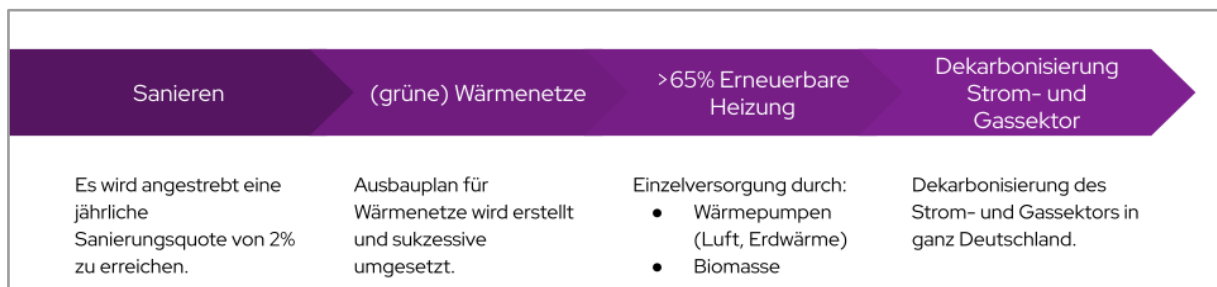 Sanieren
(grüne) Wärmenetze
>65% Erneuerbare
Heizung
Dekarbonisierung
Strom- und
Gassektor
Es wird angestrebt eine
jährliche
Sanierungsquote von 2%
zu erreichen.
Ausbauplan für
Wärmenetze wird erstellt
und sukzessive
umgesetzt.
Einzelversorgung durch:
● Wärmepumpen
(Luft, Erdwärme)
● Biomasse
Dekarbonisierung des
Strom- und Gassektors in
ganz Deutschland.